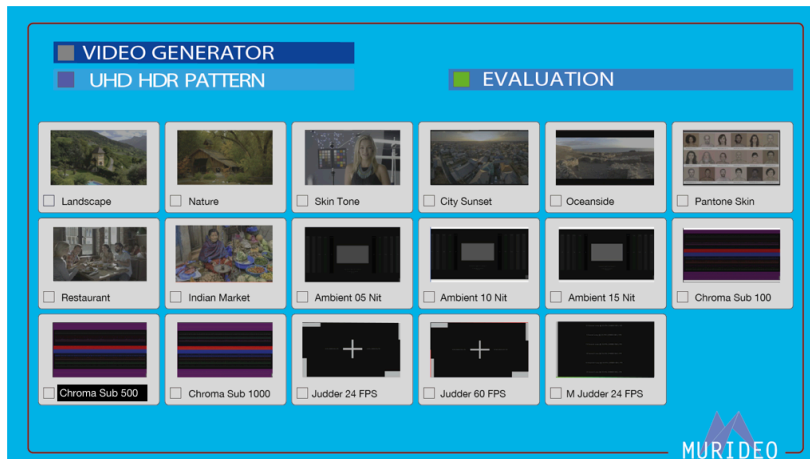 VIDEO GENERATOR
UHD HDR PATTERN
EVALUATION
Landscape
Nature
Skin Tone
City Sunset
Oceanside
Pantone Skin
Restaurant
Indian Market
Ambient 05 Nit
Ambient 10 Nit
Ambient 15 Nit
Chroma Sub 100
Chroma Sub 500
Chroma Sub 1000
Judder 24 FPS
Judder 60 FPS
M Judder 24 FPS
MURIDEO